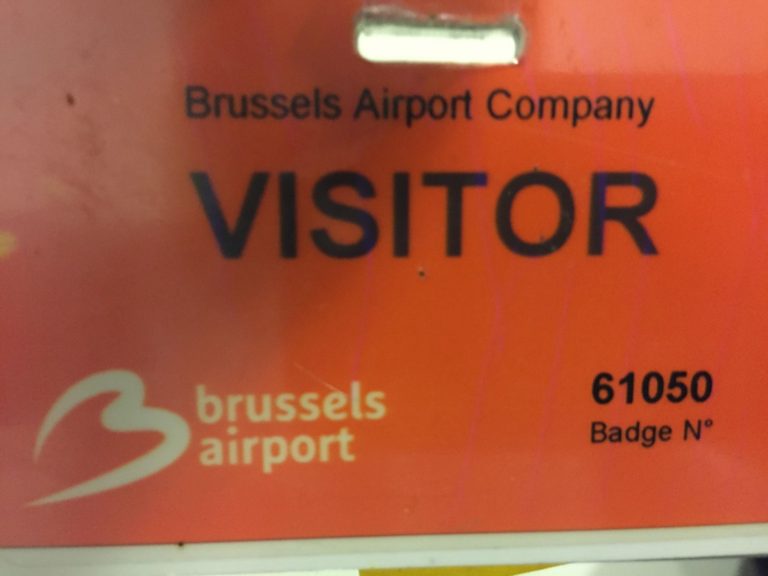 Brussels Airport Company
VISITOR
brussels
airport
61050
Badge N°